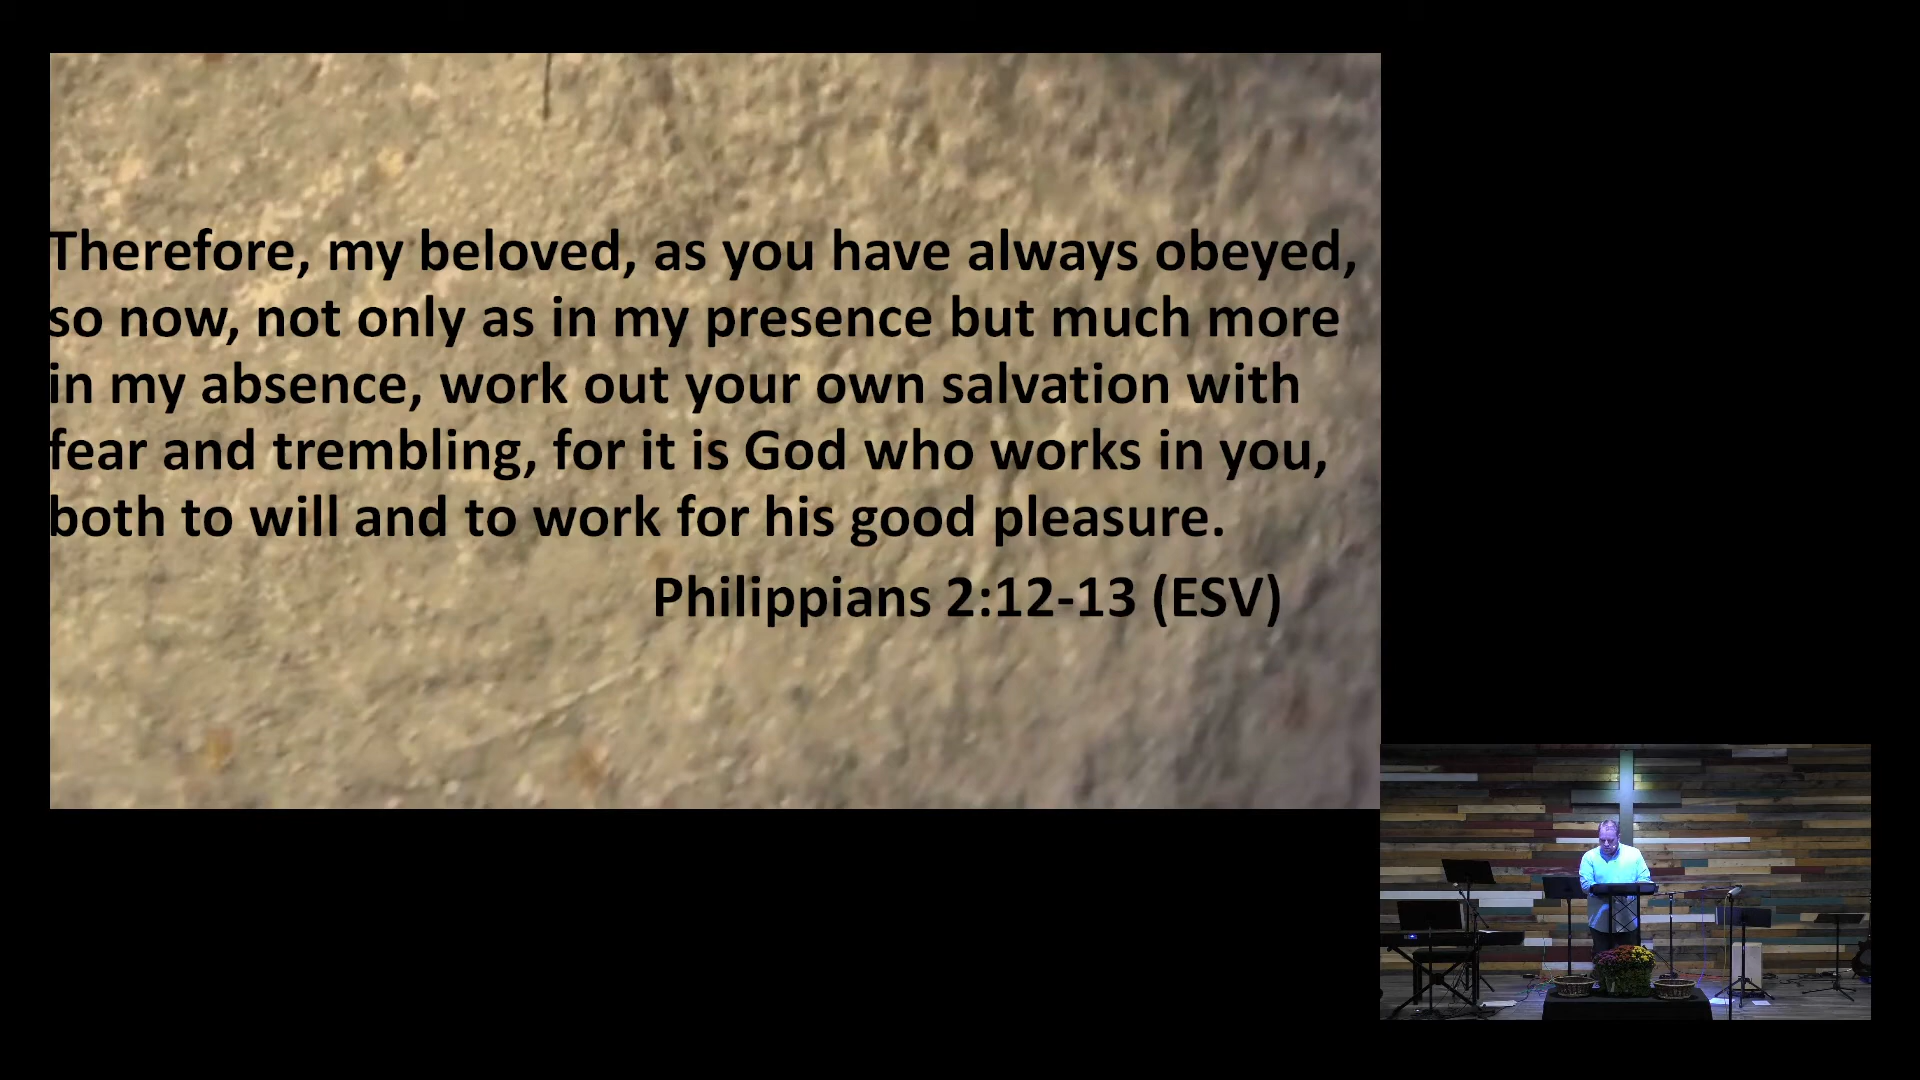 Therefore, my beloved, as you have always obeyed,
so now, not only as in my presence but much more
in my absence, work out your own salvation with
fear and trembling, for it is God who works in you,
both to will and to work for his good pleasure.
Philippians 2:12-13 (ESV)